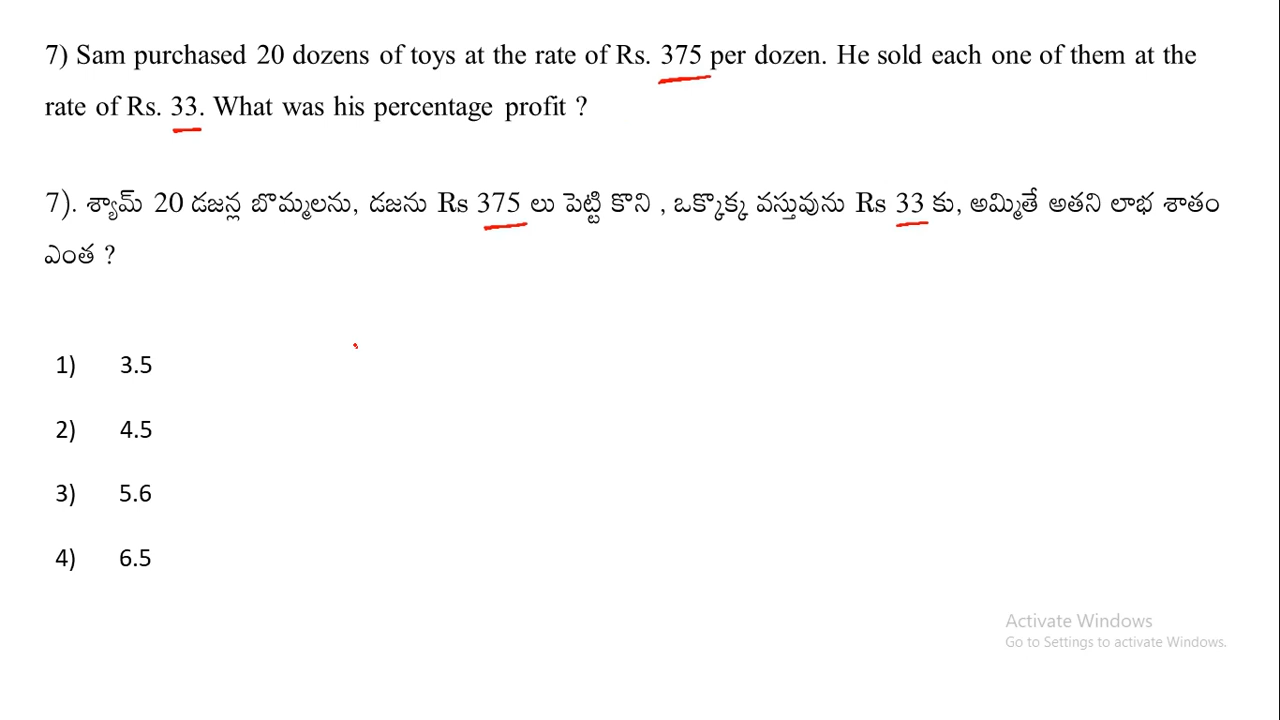 7) Sam purchased 20 dozens of toys at the rate of Rs. 375 per dozen. He sold each one of them at the
rate of Rs. 33. What was his percentage profit ?
7). శ్యామ్ 20 డజన్ల బొమ్మలను, డజను Rs 375 లు పెట్టి కొని , ఒక్కొక్క వస్తువును Rs 33 కు, అమ్మితే అతని లాభ శాతం
ఎంత ?
1) 3.5
2) 4.5
3) 5.6
4) 6.5
Activate Windows
Go to Settings to activate Windows.